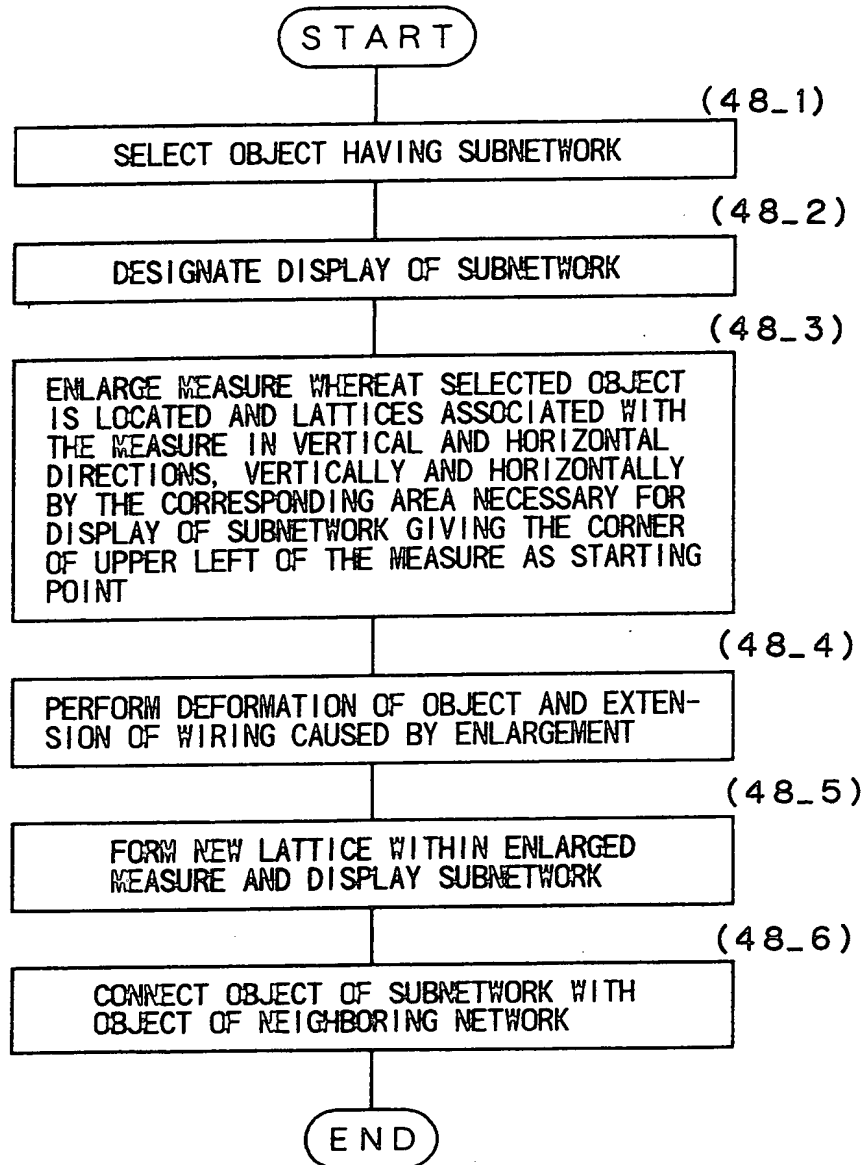 START
(48_1)
SELECT OBJECT HAVING SUBNETWORK
(48_2)
DESIGNATE DISPLAY OF SUBNETWORK
(48_3)
ENLARGE MEASURE WHEREAT SELECTED OBJECT
IS LOCATED AND LATTICES ASSOCIATED WITH
THE MEASURE IN VERTICAL AND HORIZONTAL
DIRECTIONS, VERTICALLY AND HORIZONTALLY
BY THE CORRESPONDING AREA NECESSARY FOR
DISPLAY OF SUBNETWORK GIVING THE CORNER
OF UPPER LEFT OF THE MEASURE AS STARTING
POINT
(48_4)
PERFORM DEFORMATION OF OBJECT AND EXTEN-
SION OF WIRING CAUSED BY ENLARGEMENT
(48_5)
FORM NEW LATTICE WITHIN ENLARGED
MEASURE AND DISPLAY SUBNETWORK
(48_6)
CONNECT OBJECT OF SUBNETWORK WITH
OBJECT OF NEIGHBORING NETWORK
END